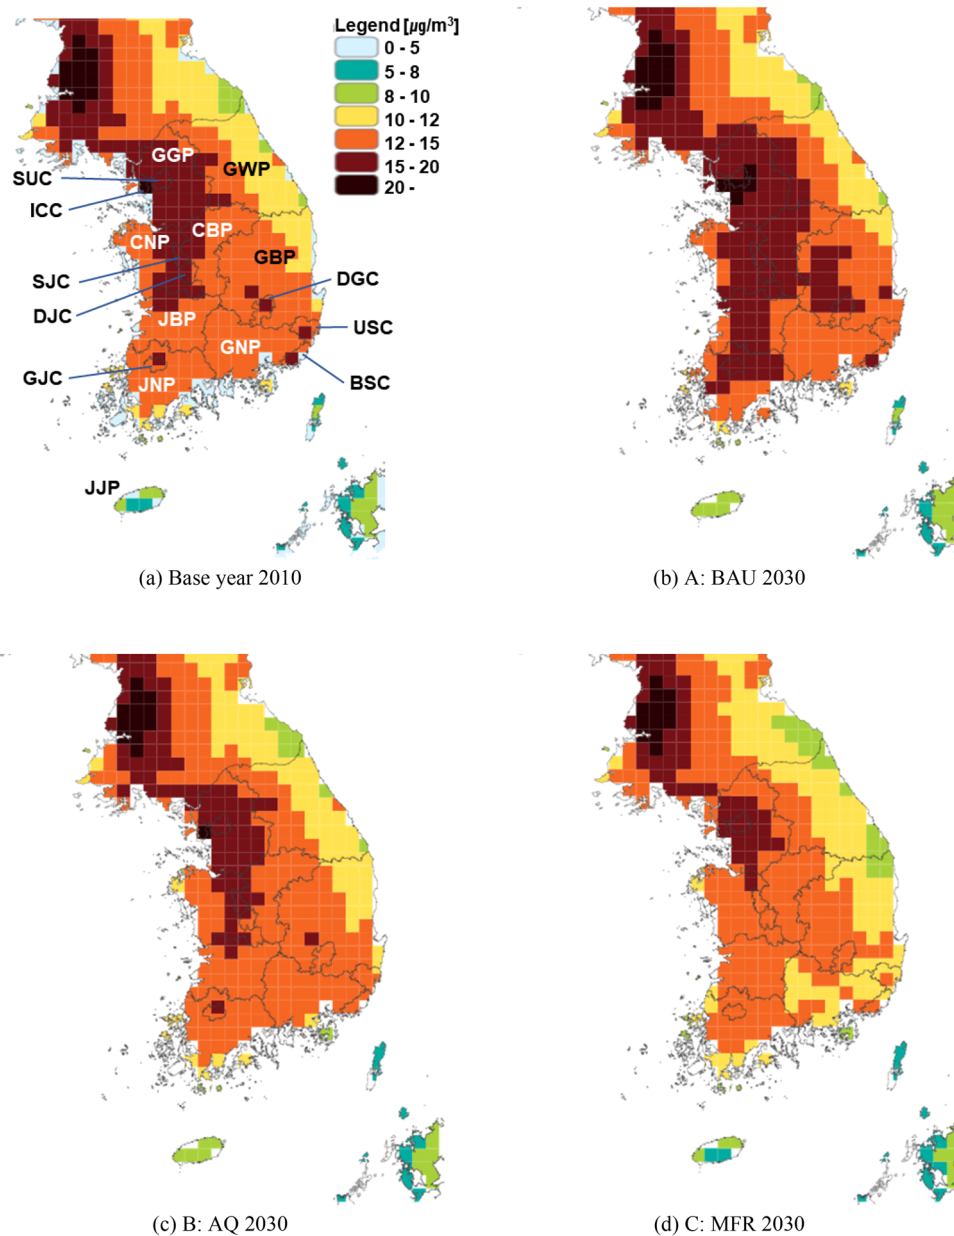 Legend [㎍/m³]
0 - 5
5 - 8
8 - 10
10 - 12
12 - 15
15 - 20
20 -
GGP
GWP
SUC
ICC
CBP
CNP
GBP
SJC
DGC
DJC
JBP
USC
GNP
GJC
JNP
BSC
JJP
(a) Base year 2010
(b) A: BAU 2030
(c) B: AQ 2030
(d) C: MFR 2030